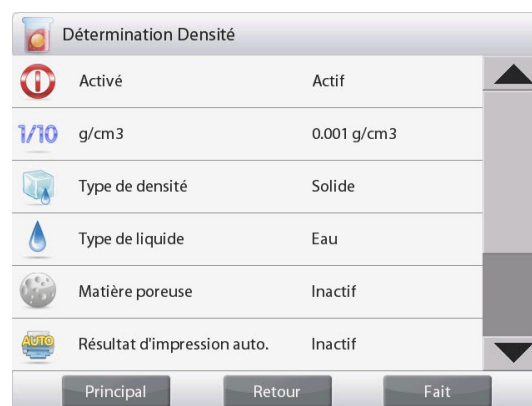 Détermination Densité
Activé Actif
1/10 g/cm3 0.001 g/cm3
Type de densité Solide
Type de liquide Eau
Matière poreuse Inactif
AUTO Résultat d'impression auto. Inactif
Principal Retour Fait